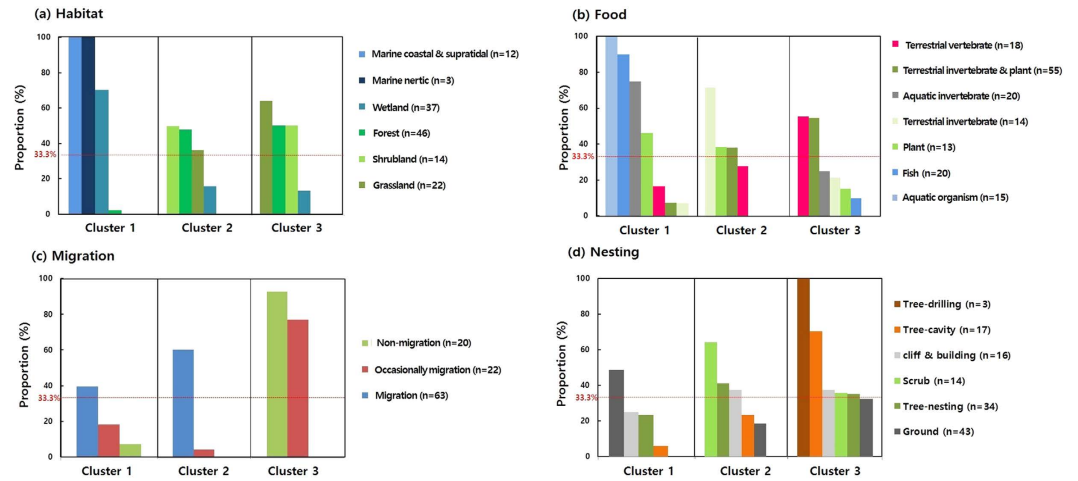 (a) Habitat
Proportion (%)
100
80
60
40
33.3%
20
0
Cluster 1 Cluster 2 Cluster 3
Marine coastal & supratidal (n=12)
Marine nertic (n=3)
Wetland (n=37)
Forest (n=46)
Shrubland (n=14)
Grassland (n=22)
(b) Food
Proportion (%)
100
80
60
40
33.3%
20
0
Cluster 1 Cluster 2 Cluster 3
Terrestrial vertebrate (n=18)
Terrestrial invertebrate & plant (n=55)
Aquatic invertebrate (n=20)
Terrestrial invertebrate (n=14)
Plant (n=13)
Fish (n=20)
Aquatic organism (n=15)
(c) Migration
Proportion (%)
100
80
60
40
33.3%
20
0
Cluster 1 Cluster 2 Cluster 3
Non-migration (n=20)
Occasionally migration (n=22)
Migration (n=63)
(d) Nesting
Proportion (%)
100
80
60
40
33.3%
20
0
Cluster 1 Cluster 2 Cluster 3
Tree-drilling (n=3)
Tree-cavity (n=17)
cliff & building (n=16)
Scrub (n=14)
Tree-nesting (n=34)
Ground (n=43)